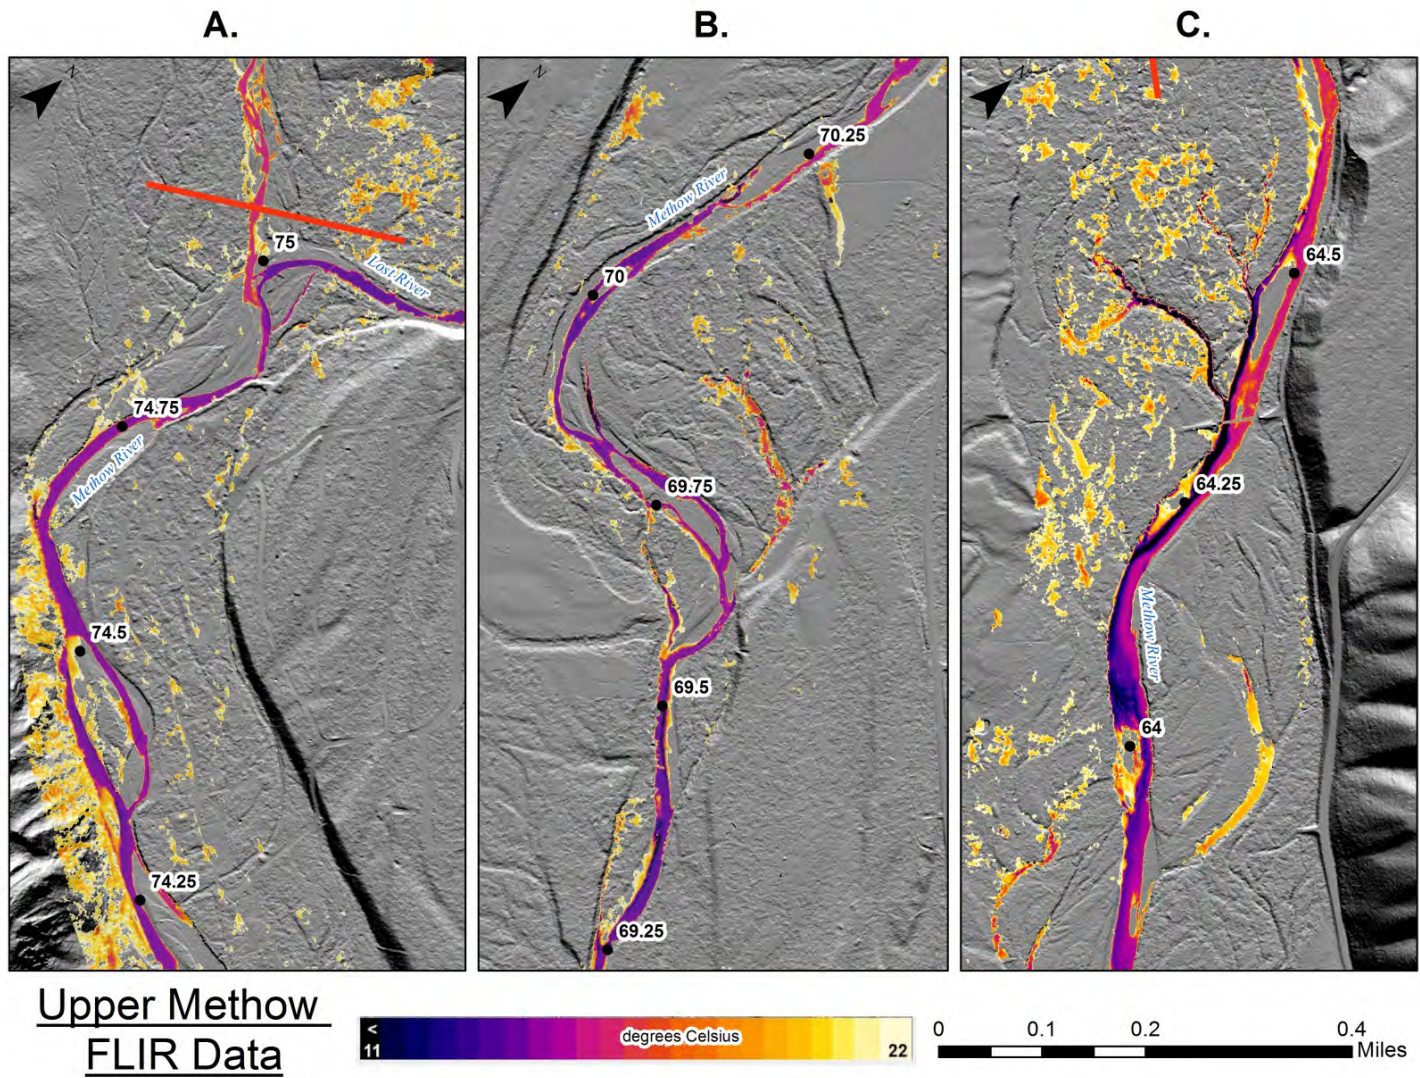 A.
B.
C.
N
N
N
75
Lost River
74.75
Methow River
74.5
74.25
70.25
Methow River
70
69.75
69.5
69.25
64.5
64.25
Methow River
64
Upper Methow
FLIR Data
<
11
degrees Celsius
22
0
0.1
0.2
0.4
Miles